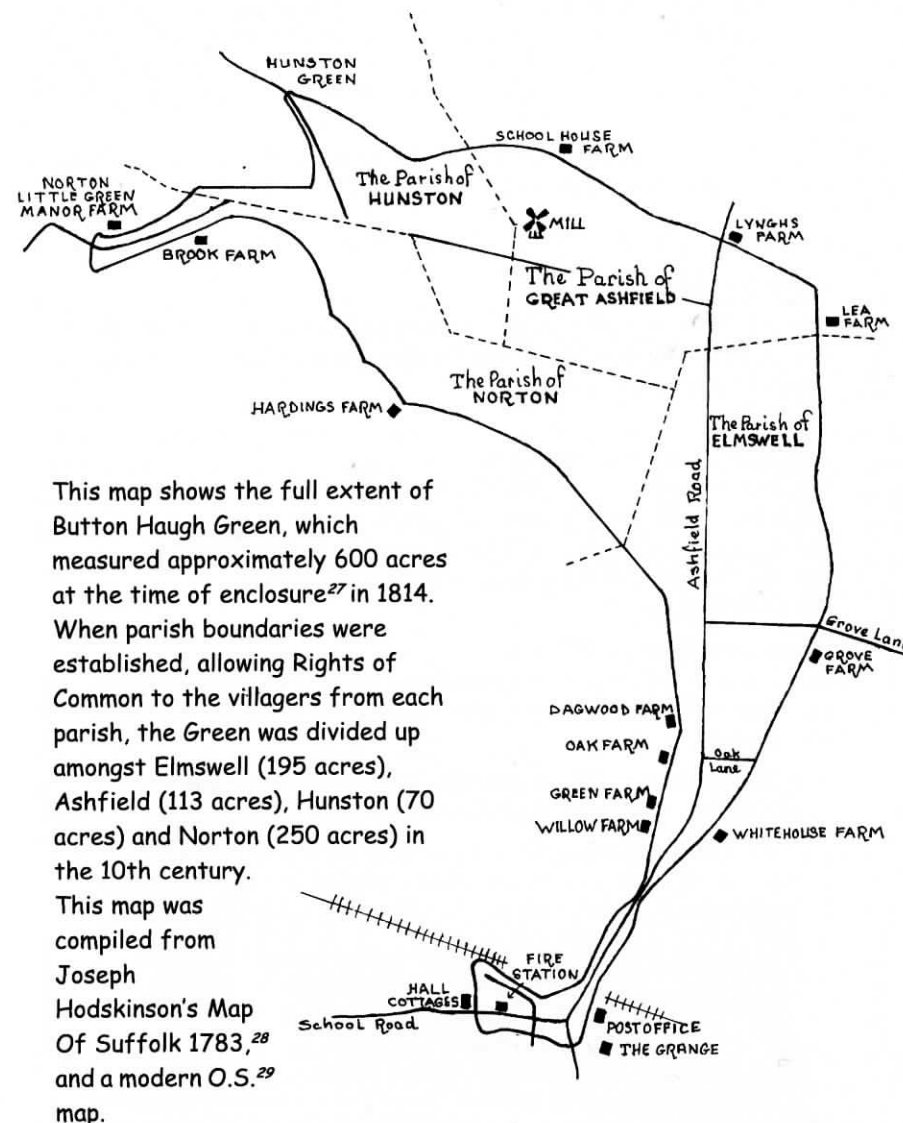 HUNSTON
GREEN
SCHOOL HOUSE
FARM
The Parish of
HUNSTON
NORTON
LITTLE GREEN
MANOR FARM
MILL
LYNGHS
FARM
BROOK FARM
The Parish of
GREAT ASHFIELD
LEA
FARM
The Parish of
NORTON
HARDINGS FARM
The Parish of
ELMSWELL
Ashfield Road
This map shows the full extent of
Button Haugh Green, which
measured approximately 600 acres
at the time of enclosure²⁷ in 1814.
When parish boundaries were
established, allowing Rights of
Common to the villagers from each
parish, the Green was divided up
amongst Elmswell (195 acres),
Ashfield (113 acres), Hunston (70
acres) and Norton (250 acres) in
the 10th century.
This map was
compiled from
Joseph
Hodskinson's Map
Of Suffolk 1783,²⁸
and a modern O.S.²⁹
map.
Grove Lane
GROVE
FARM
DAGWOOD FARM
OAK FARM
Oak
Lane
GREEN FARM
WILLOW FARM
WHITEHOUSE FARM
FIRE
STATION
HALL
COTTAGES
School Road
POST OFFICE
THE GRANGE